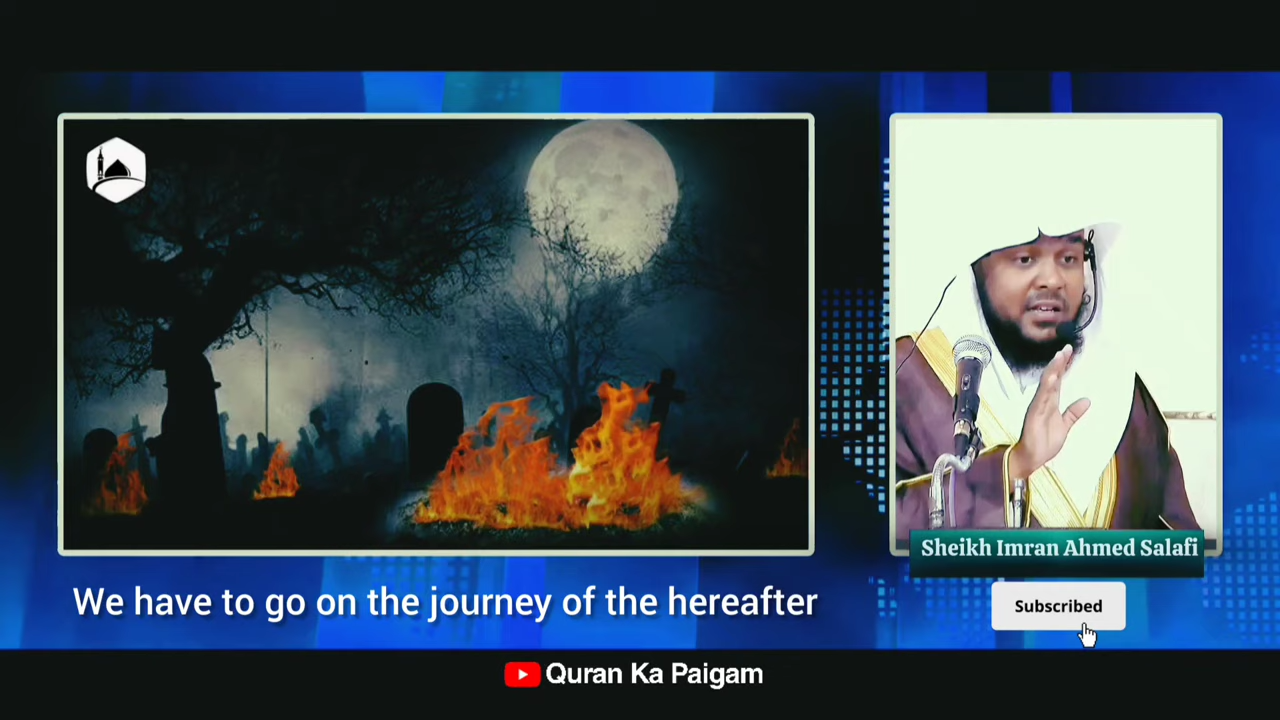 Sheikh Imran Ahmed Salafi
We have to go on the journey of the hereafter
Subscribed
Quran Ka Paigam